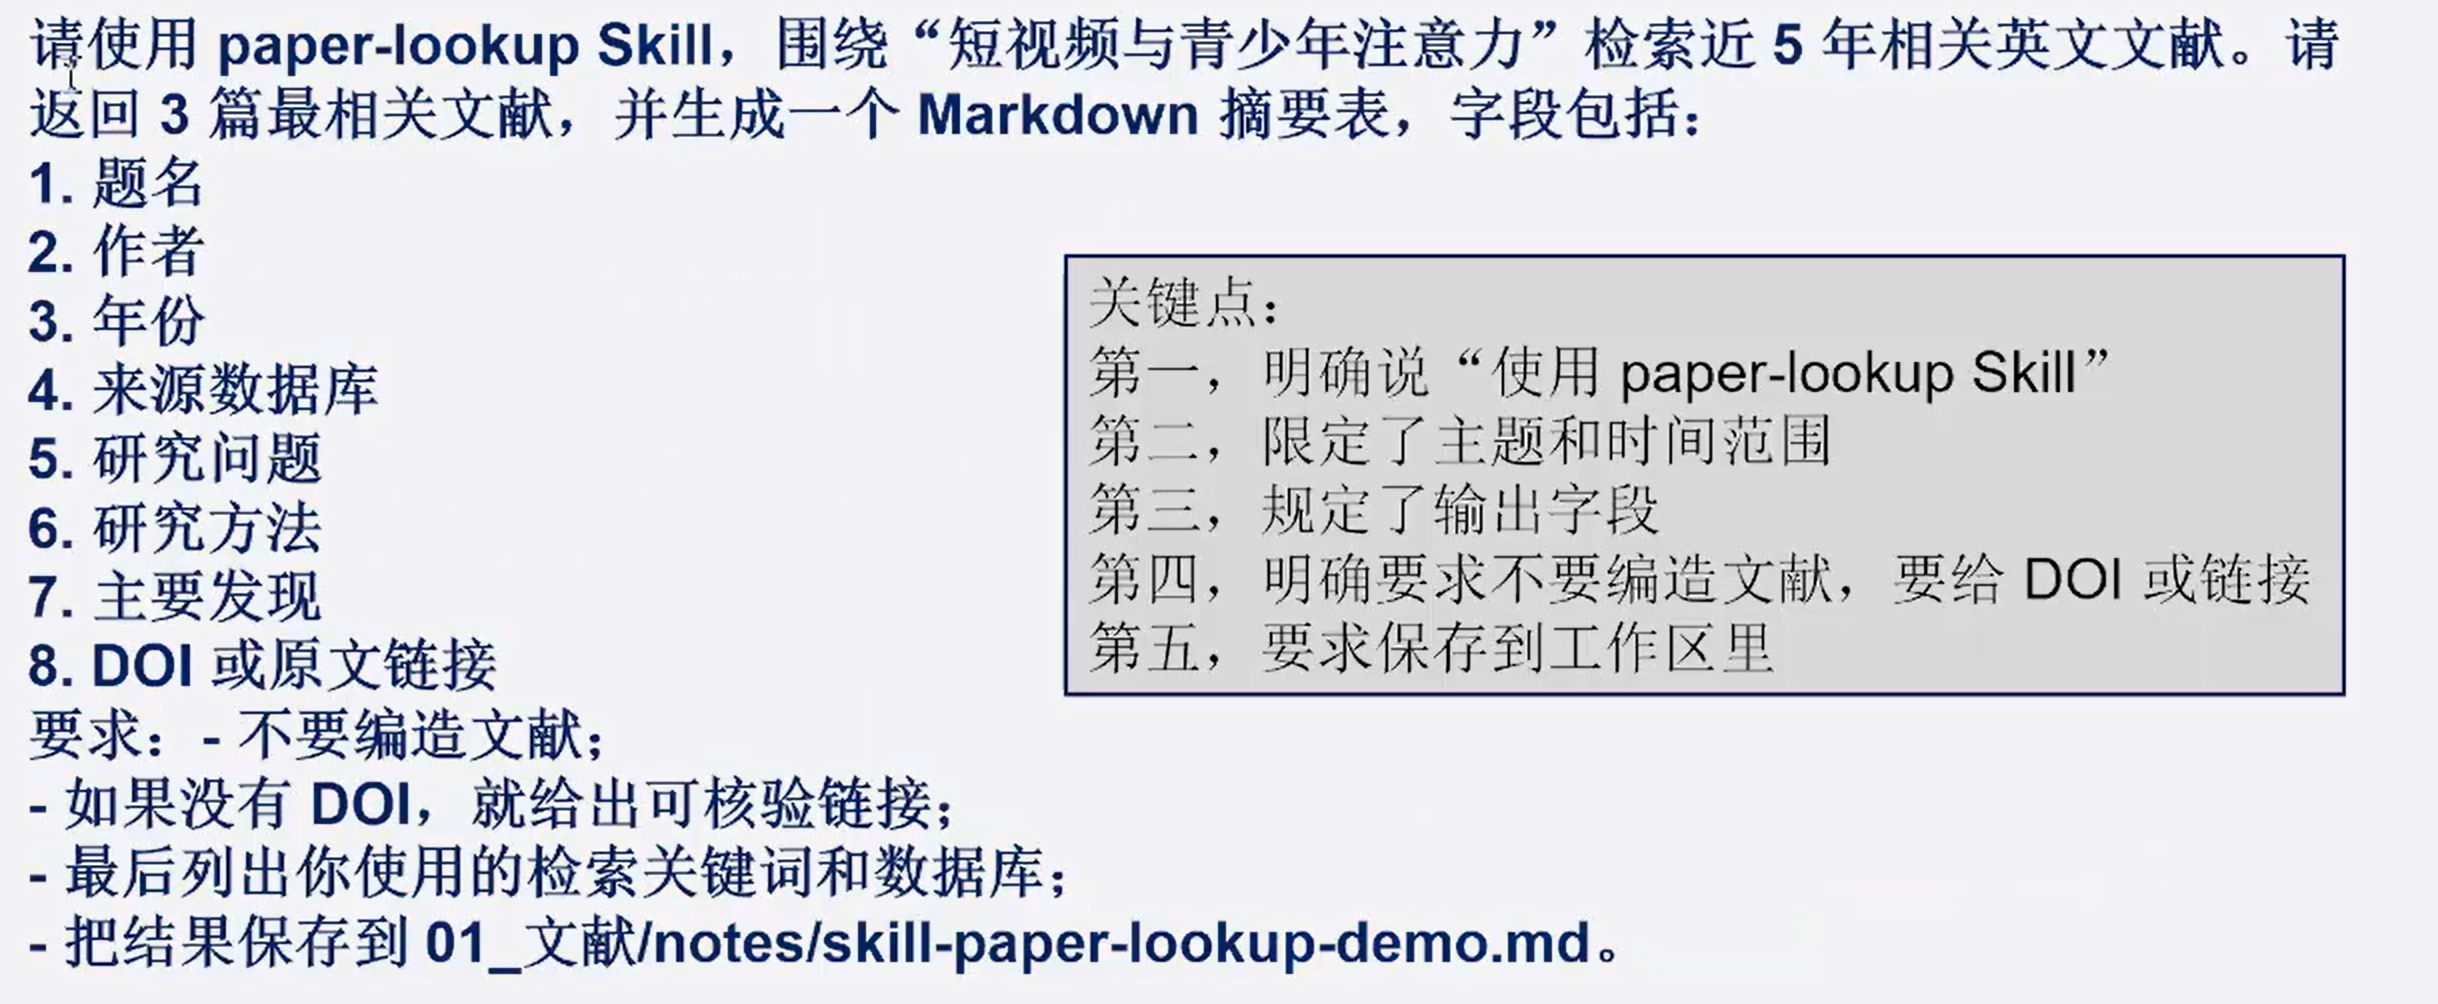 请使用 paper-lookup Skill，围绕“短视频与青少年注意力”检索近 5 年相关英文文献。请
返回 3 篇最相关文献，并生成一个 Markdown 摘要表，字段包括：
1. 题名
2. 作者
3. 年份
4. 来源数据库
5. 研究问题
6. 研究方法
7. 主要发现
8. DOI 或原文链接
要求：- 不要编造文献；
- 如果没有 DOI，就给出可核验链接；
- 最后列出你使用的检索关键词和数据库；
- 把结果保存到 01_文献/notes/skill-paper-lookup-demo.md。
关键点：
第一，明确说“使用 paper-lookup Skill”
第二，限定了主题和时间范围
第三，规定了输出字段
第四，明确要求不要编造文献，要给 DOI 或链接
第五，要求保存到工作区里